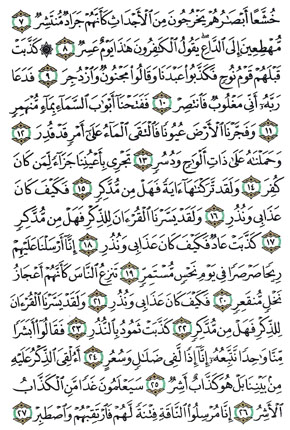 خُشَّعًا أَبْصَٰرُهُمْ يَخْرُجُونَ مِنَ ٱلْأَجْدَاثِ كَأَنَّهُمْ جَرَادٌ مُّنتَشِرٌ ٧
مُّهْطِعِينَ إِلَى ٱلدَّاعِ يَقُولُ ٱلْكَٰفِرُونَ هَٰذَا يَوْمٌ عَسِرٌ ٨ كَذَّبَتْ
قَبْلَهُمْ قَوْمُ نُوحٍ فَكَذَّبُوا۟ عَبْدَنَا وَقَالُوا۟ مَجْنُونٌ وَٱزْدُجِرَ ٩ فَدَعَا
رَبَّهُۥٓ أَنِّى مَغْلُوبٌ فَٱنتَصِرْ ١٠ فَفَتَحْنَآ أَبْوَٰبَ ٱلسَّمَآءِ بِمَآءٍ مُّنْهَمِرٍ
١١ وَفَجَّرْنَا ٱلْأَرْضَ عُيُونًا فَٱلْتَقَى ٱلْمَآءُ عَلَىٰٓ أَمْرٍ قَدْ قُدِرَ ١٢
وَحَمَلْنَٰهُ عَلَىٰ ذَاتِ أَلْوَٰحٍ وَدُسُرٍ ١٣ تَجْرِى بِأَعْيُنِنَا جَزَآءً لِّمَن كَانَ
كُفِرَ ١٤ وَلَقَد تَّرَكْنَٰهَآ ءَايَةً فَهَلْ مِن مُّدَّكِرٍ ١٥ فَكَيْفَ كَانَ
عَذَابِى وَنُذُرِ ١٦ وَلَقَدْ يَسَّرْنَا ٱلْقُرْءَانَ لِلذِّكْرِ فَهَلْ مِن مُّدَّكِرٍ
١٧ كَذَّبَتْ عَادٌ فَكَيْفَ كَانَ عَذَابِى وَنُذُرِ ١٨ إِنَّآ أَرْسَلْنَا عَلَيْهِمْ
رِيحًا صَرْصَرًا فِى يَوْمِ نَحْسٍ مُّسْتَمِرٍّ ١٩ تَنزِعُ ٱلنَّاسَ كَأَنَّهُمْ أَعْجَازُ
نَخْلٍ مُّنقَعِرٍ ٢٠ فَكَيْفَ كَانَ عَذَابِى وَنُذُرِ ٢١ وَلَقَدْ يَسَّرْنَا ٱلْقُرْءَانَ
لِلذِّكْرِ فَهَلْ مِن مُّدَّكِرٍ ٢٢ كَذَّبَتْ ثَمُودُ بِٱلنُّذُرِ ٢٣ فَقَالُوٓا۟ أَبَشَرًا
مِّنَّا وَٰحِدًا نَّتَّبِعُهُۥٓ إِنَّآ إِذًا لَّفِى ضَلَٰلٍ وَسُعُرٍ ٢٤ أَءُلْقِىَ ٱلذِّكْرُ عَلَيْهِ
مِنۢ بَيْنِنَا بَلْ هُوَ كَذَّابٌ أَشِرٌ ٢٥ سَيَعْلَمُونَ غَدًا مَّنِ ٱلْكَذَّابُ
ٱلْأَشِرُ ٢٦ إِنَّا مُرْسِلُوا۟ ٱلنَّاقَةِ فِتْنَةً لَّهُمْ فَٱرْتَقِبْهُمْ وَٱصْطَبِرْ ٢٧